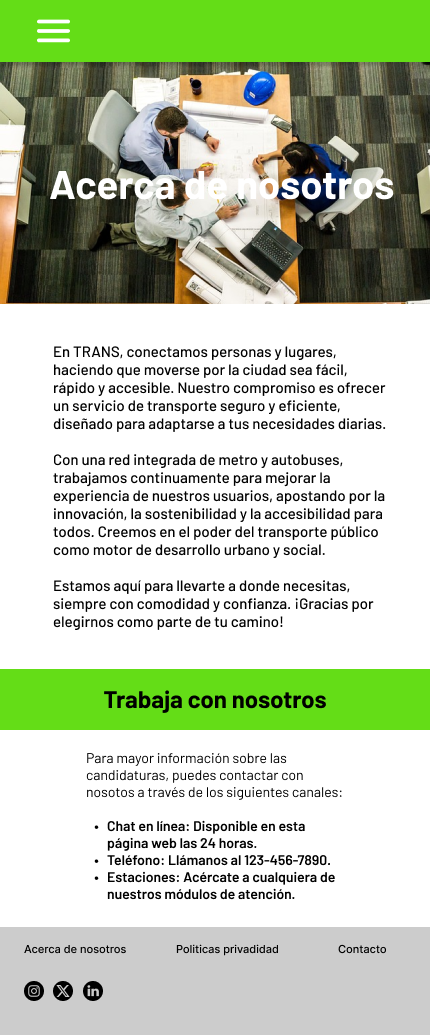 Acerca de nosotros
En TRANS, conectamos personas y lugares,
haciendo que moverse por la ciudad sea fácil,
rápido y accesible. Nuestro compromiso es ofrecer
un servicio de transporte seguro y eficiente,
diseñado para adaptarse a tus necesidades diarias.
Con una red integrada de metro y autobuses,
trabajamos continuamente para mejorar la
experiencia de nuestros usuarios, apostando por la
innovación, la sostenibilidad y la accesibilidad para
todos. Creemos en el poder del transporte público
como motor de desarrollo urbano y social.
Estamos aquí para llevarte a donde necesitas,
siempre con comodidad y confianza. ¡Gracias por
elegirnos como parte de tu camino!
Trabaja con nosotros
Para mayor información sobre las
candidaturas, puedes contactar con
nosotos a través de los siguientes canales:
• Chat en línea: Disponible en esta
página web las 24 horas.
• Teléfono: Llámanos al 123-456-7890.
• Estaciones: Acércate a cualquiera de
nuestros módulos de atención.
Acerca de nosotros Politicas privadidad Contacto